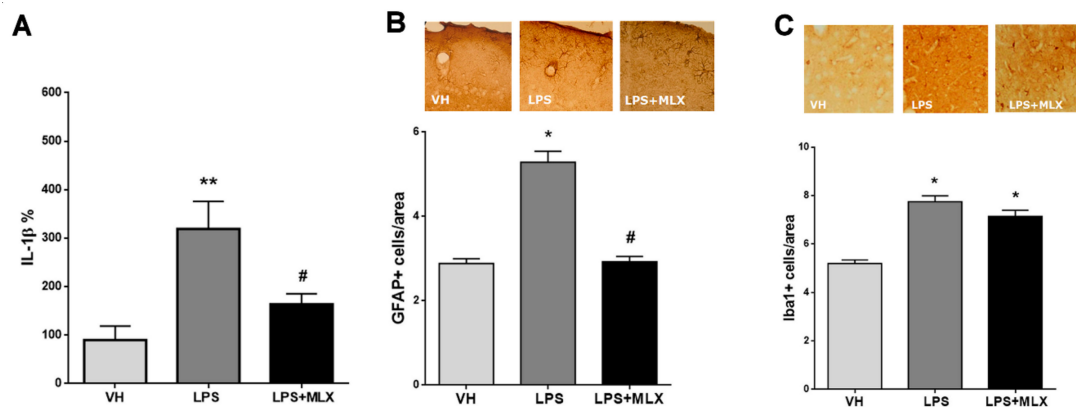 A
600
500
400
300
200
100
0
IL-1β %
**
#
VH
LPS
LPS+MLX
B
VH
LPS
LPS+MLX
6
4
2
0
GFAP+ cells/area
*
#
VH
LPS
LPS+MLX
C
VH
LPS
LPS+MLX
10
8
6
4
2
0
Iba1+ cells/area
*
*
VH
LPS
LPS+MLX